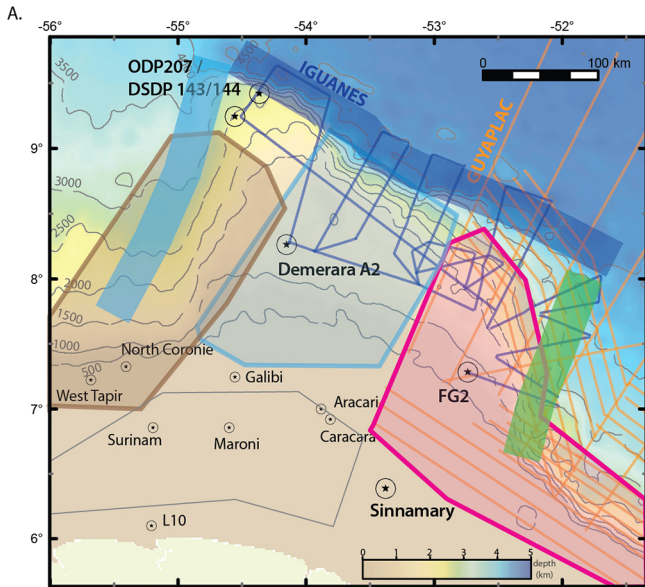 A.
-56° -55° -54° -53° -52°
ODP207 /
DSDP 143/144
IGUANES
0 100 km
GUYAPLAC
3500
4500
9°
3000
2500
8°
Demerara A2
2000
1500
1000
North Coronie
500
West Tapir
Galibi
FG2
7°
Aracari
Caracara
Surinam
Maroni
Sinnamary
L10
6°
0 1 2 3 4 5
depth
(km)